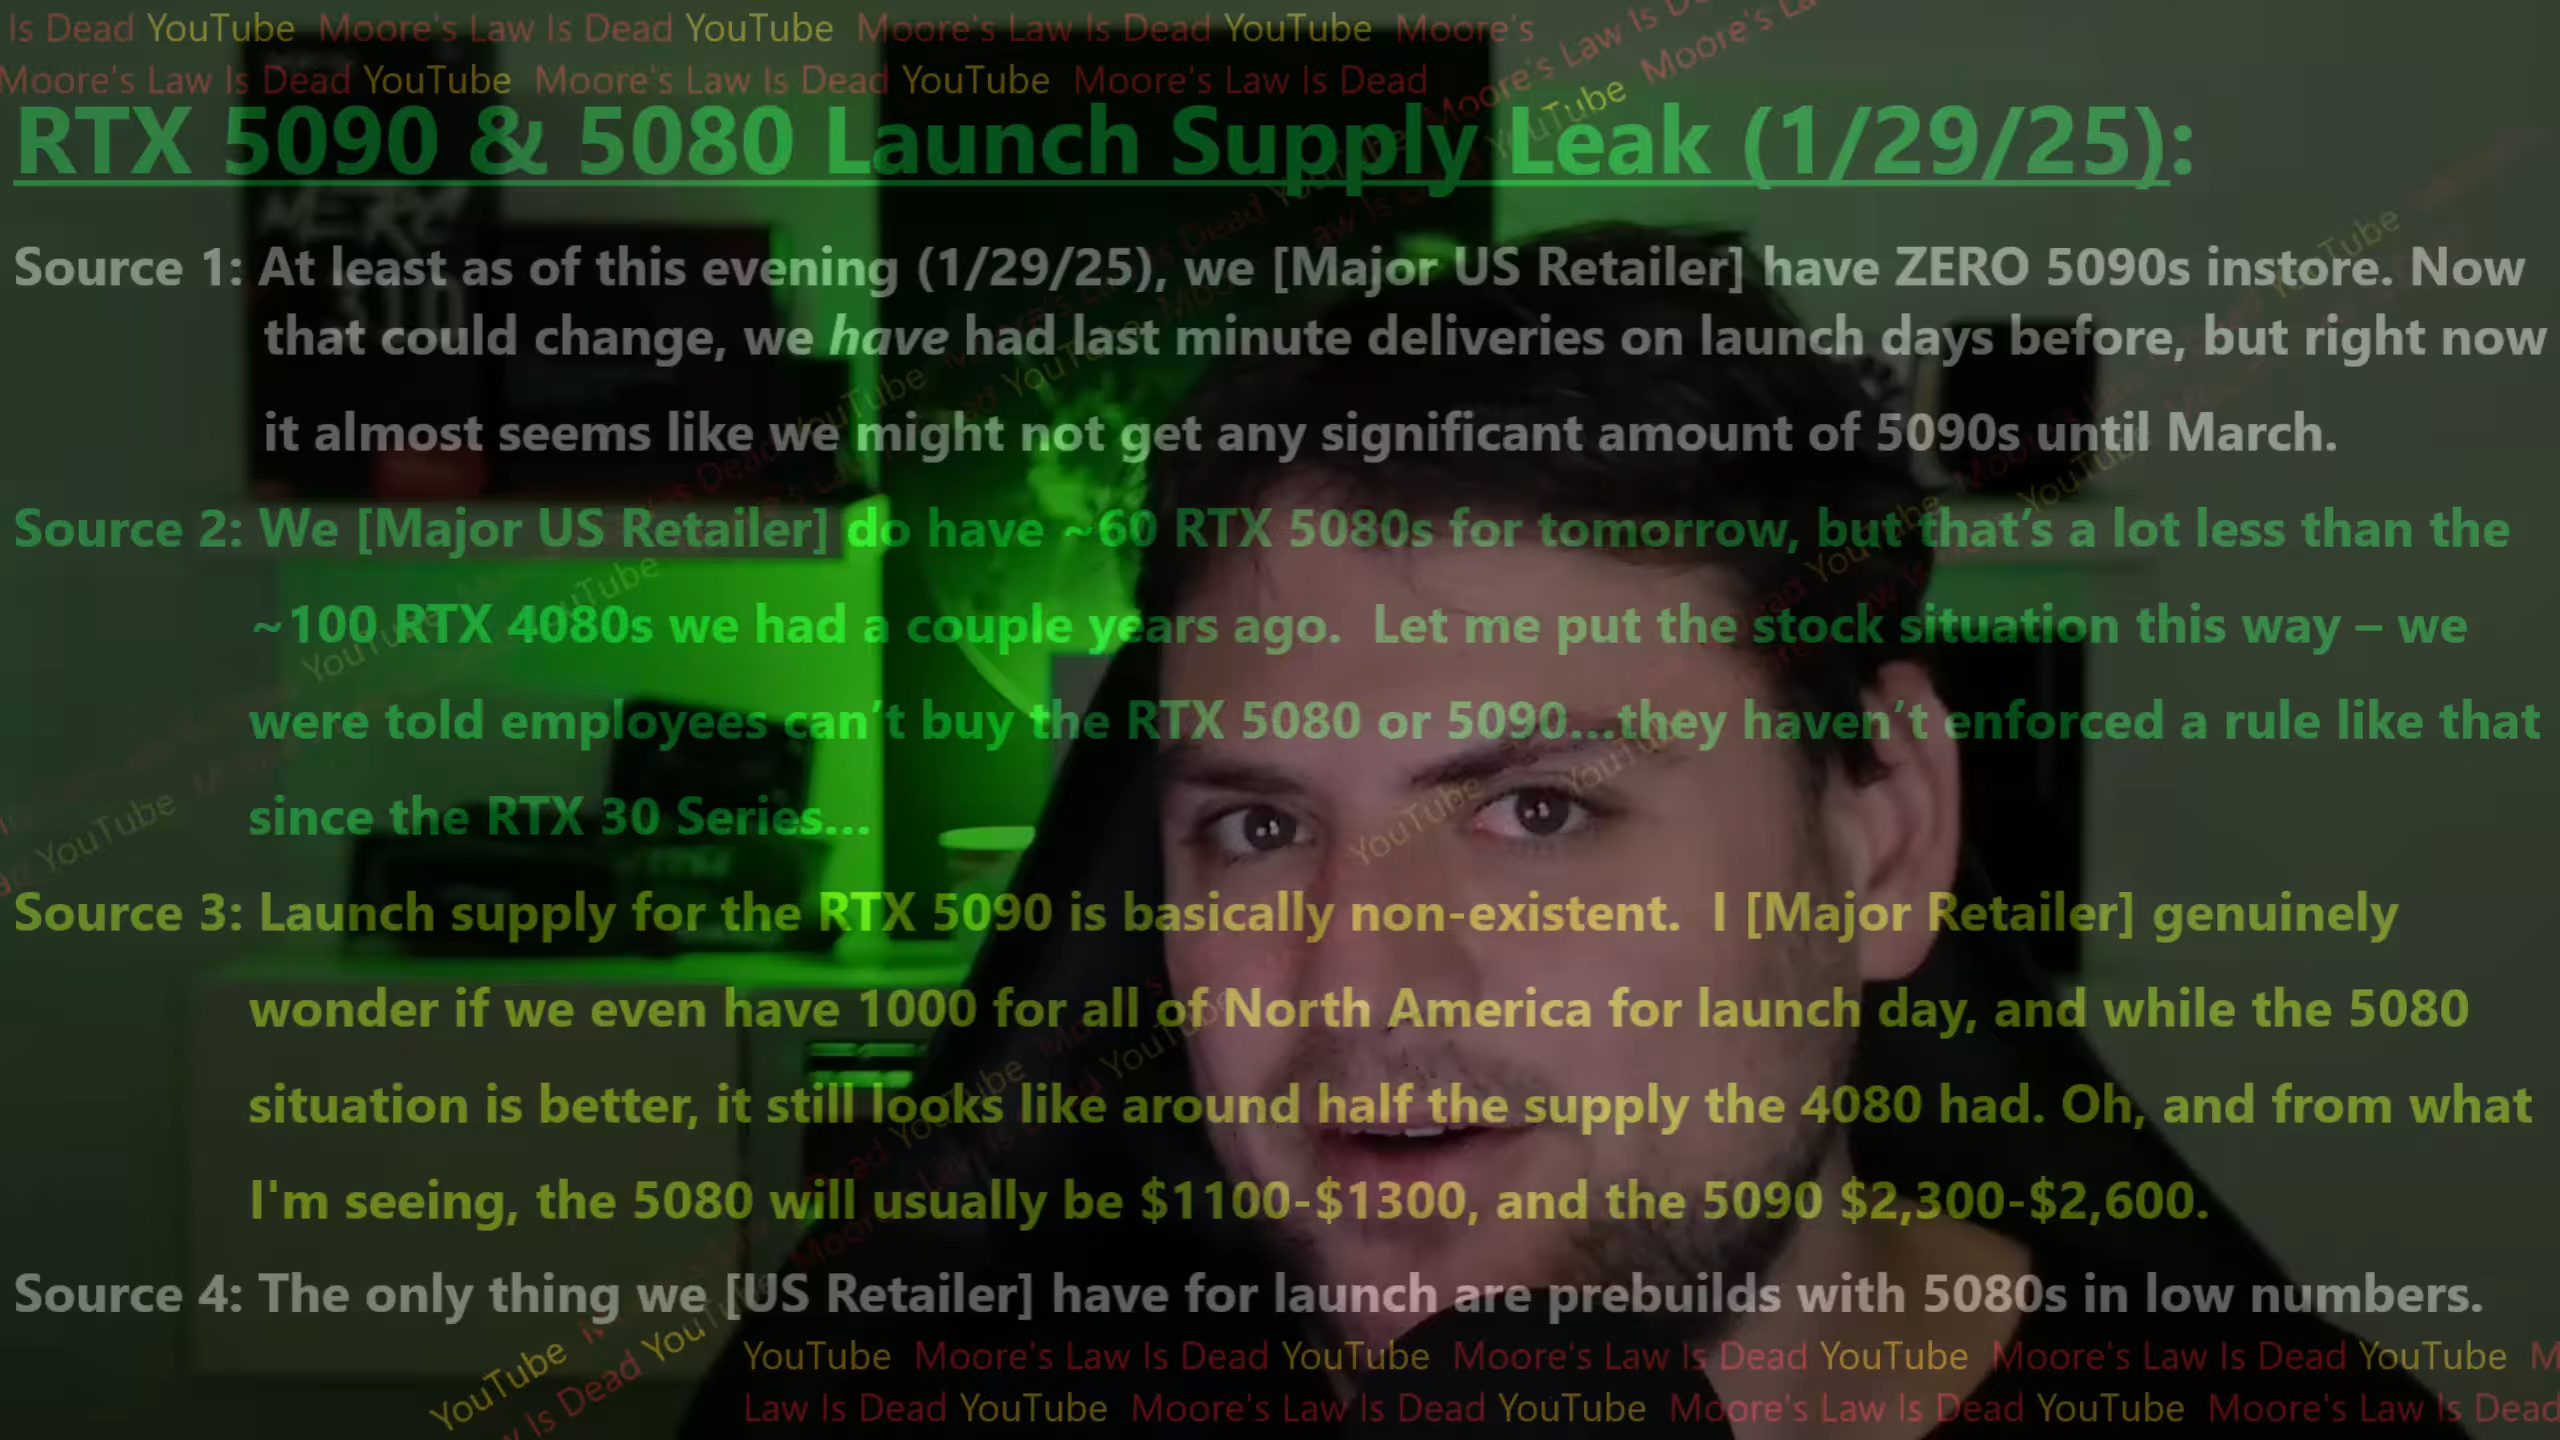 Is Dead YouTube Moore's Law Is Dead YouTube Moore's Law Is Dead YouTube Moore's
Moore's Law Is Dead YouTube Moore's Law Is Dead YouTube Moore's Law Is Dead
RTX 5090 & 5080 Launch Supply Leak (1/29/25):
Source 1: At least as of this evening (1/29/25), we [Major US Retailer] have ZERO 5090s instore. Now
that could change, we have had last minute deliveries on launch days before, but right now
it almost seems like we might not get any significant amount of 5090s until March.
Source 2: We [Major US Retailer] do have ~60 RTX 5080s for tomorrow, but that’s a lot less than the
~100 RTX 4080s we had a couple years ago. Let me put the stock situation this way – we
were told employees can’t buy the RTX 5080 or 5090...they haven’t enforced a rule like that
since the RTX 30 Series...
Source 3: Launch supply for the RTX 5090 is basically non-existent. I [Major Retailer] genuinely
wonder if we even have 1000 for all of North America for launch day, and while the 5080
situation is better, it still looks like around half the supply the 4080 had. Oh, and from what
I'm seeing, the 5080 will usually be $1100-$1300, and the 5090 $2,300-$2,600.
Source 4: The only thing we [US Retailer] have for launch are prebuilds with 5080s in low numbers.
YouTube Moore's Law Is Dead YouTube Moore's Law Is Dead YouTube Moore's Law Is Dead YouTube M
Law Is Dead YouTube Moore's Law Is Dead YouTube Moore's Law Is Dead YouTube Moore's Law Is Dead